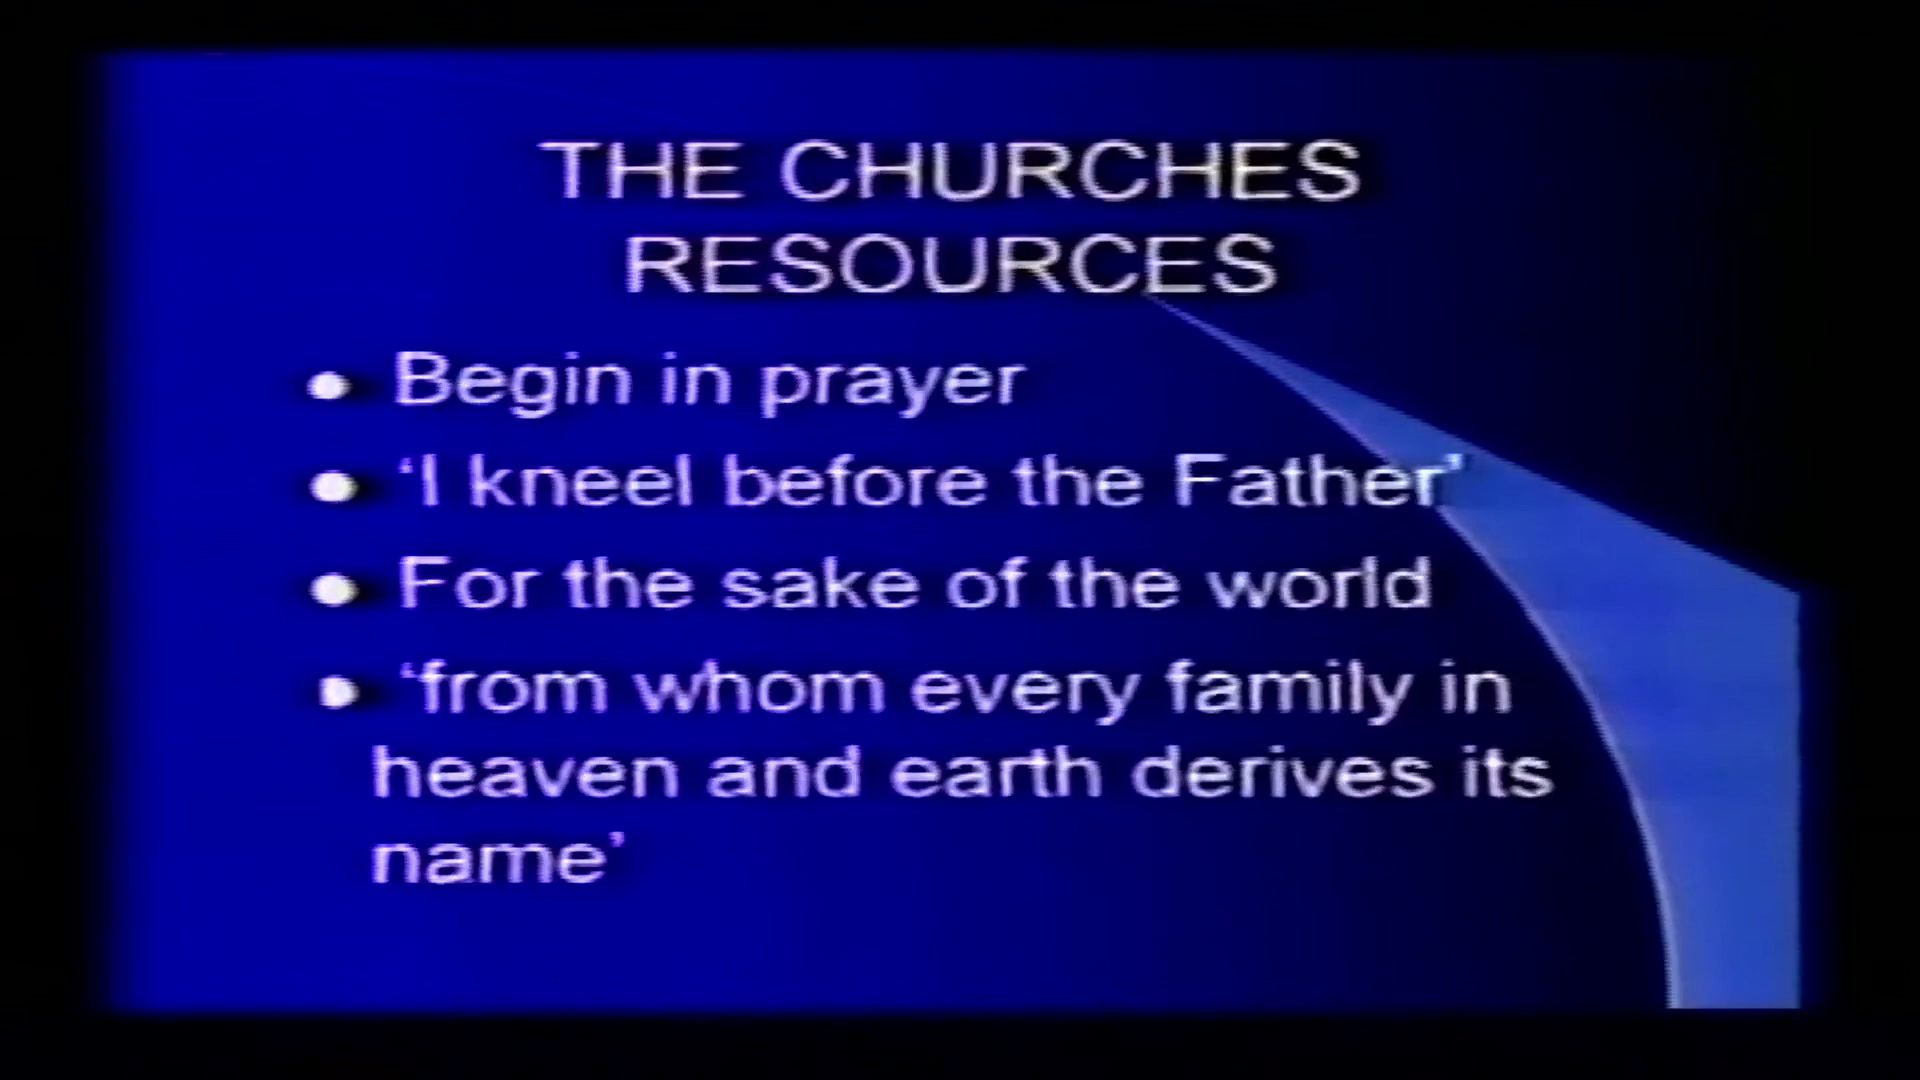 THE CHURCHES
RESOURCES
• Begin in prayer
• ‘I kneel before the Father’
• For the sake of the world
• ‘from whom every family in
heaven and earth derives its
name’